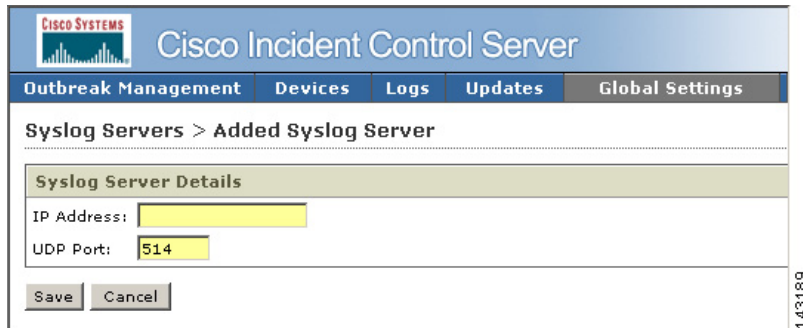 CISCO SYSTEMS
Cisco Incident Control Server
Outbreak Management Devices Logs Updates Global Settings
Syslog Servers > Added Syslog Server
Syslog Server Details
IP Address:
UDP Port: 514
Save Cancel
143189